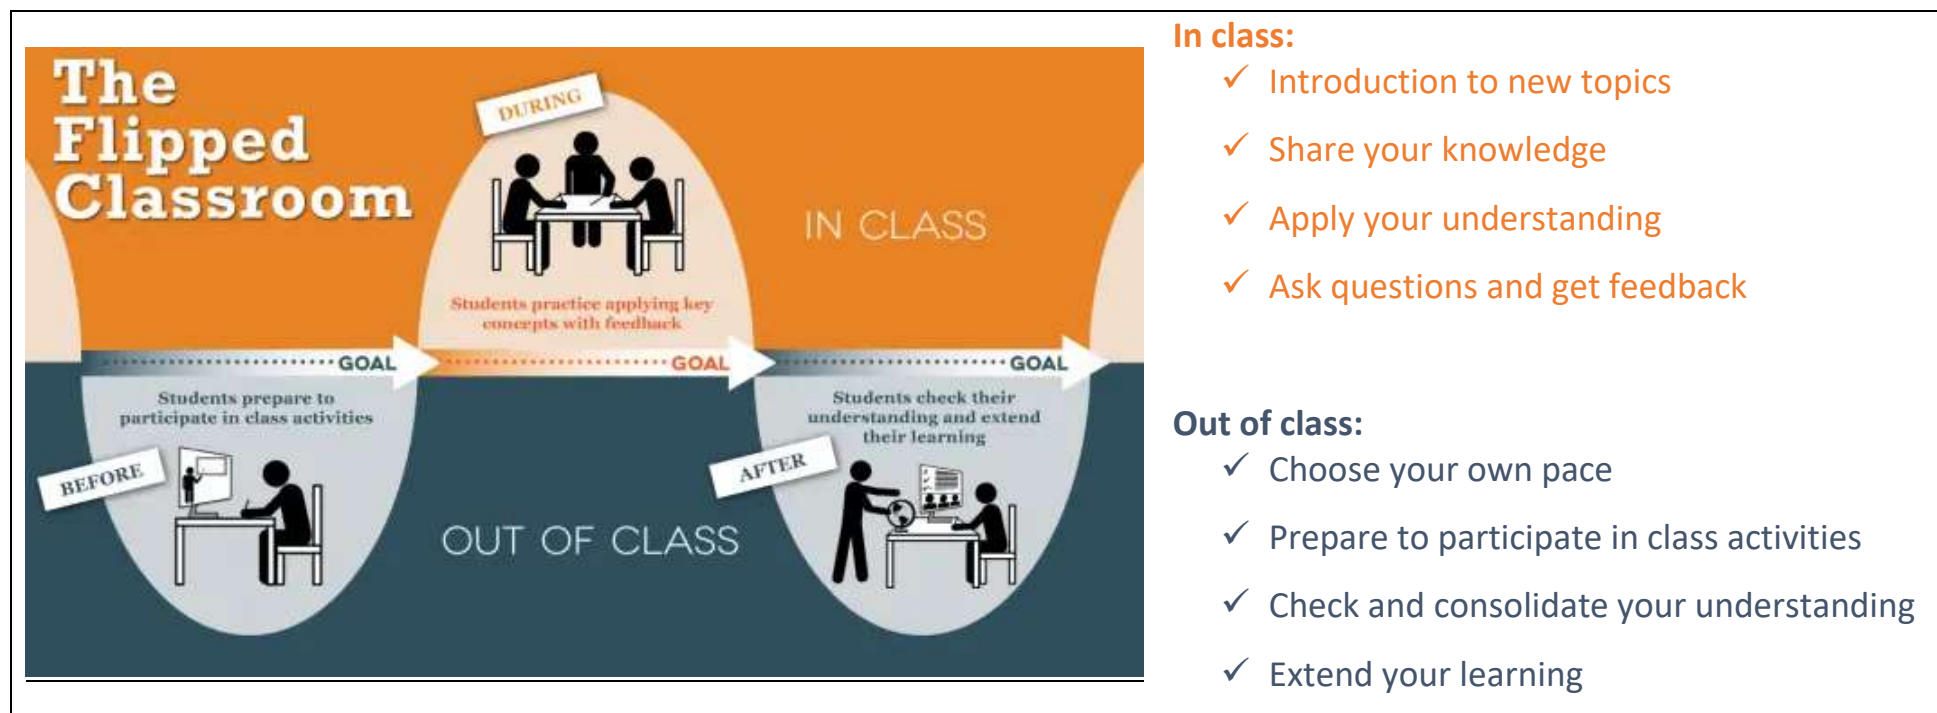 The
Flipped
Classroom
DURING
IN CLASS
Students practice applying key
concepts with feedback
GOAL
GOAL
GOAL
Students prepare to
participate in class activities
BEFORE
OUT OF CLASS
Students check their
understanding and extend
their learning
AFTER
In class:
✓ Introduction to new topics
✓ Share your knowledge
✓ Apply your understanding
✓ Ask questions and get feedback
Out of class:
✓ Choose your own pace
✓ Prepare to participate in class activities
✓ Check and consolidate your understanding
✓ Extend your learning